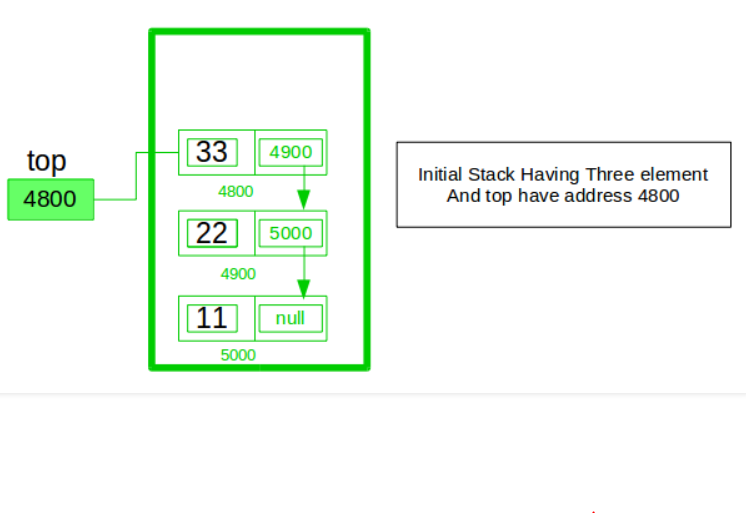 top
4800
33 4900
4800
22 5000
4900
11 null
5000
Initial Stack Having Three element
And top have address 4800